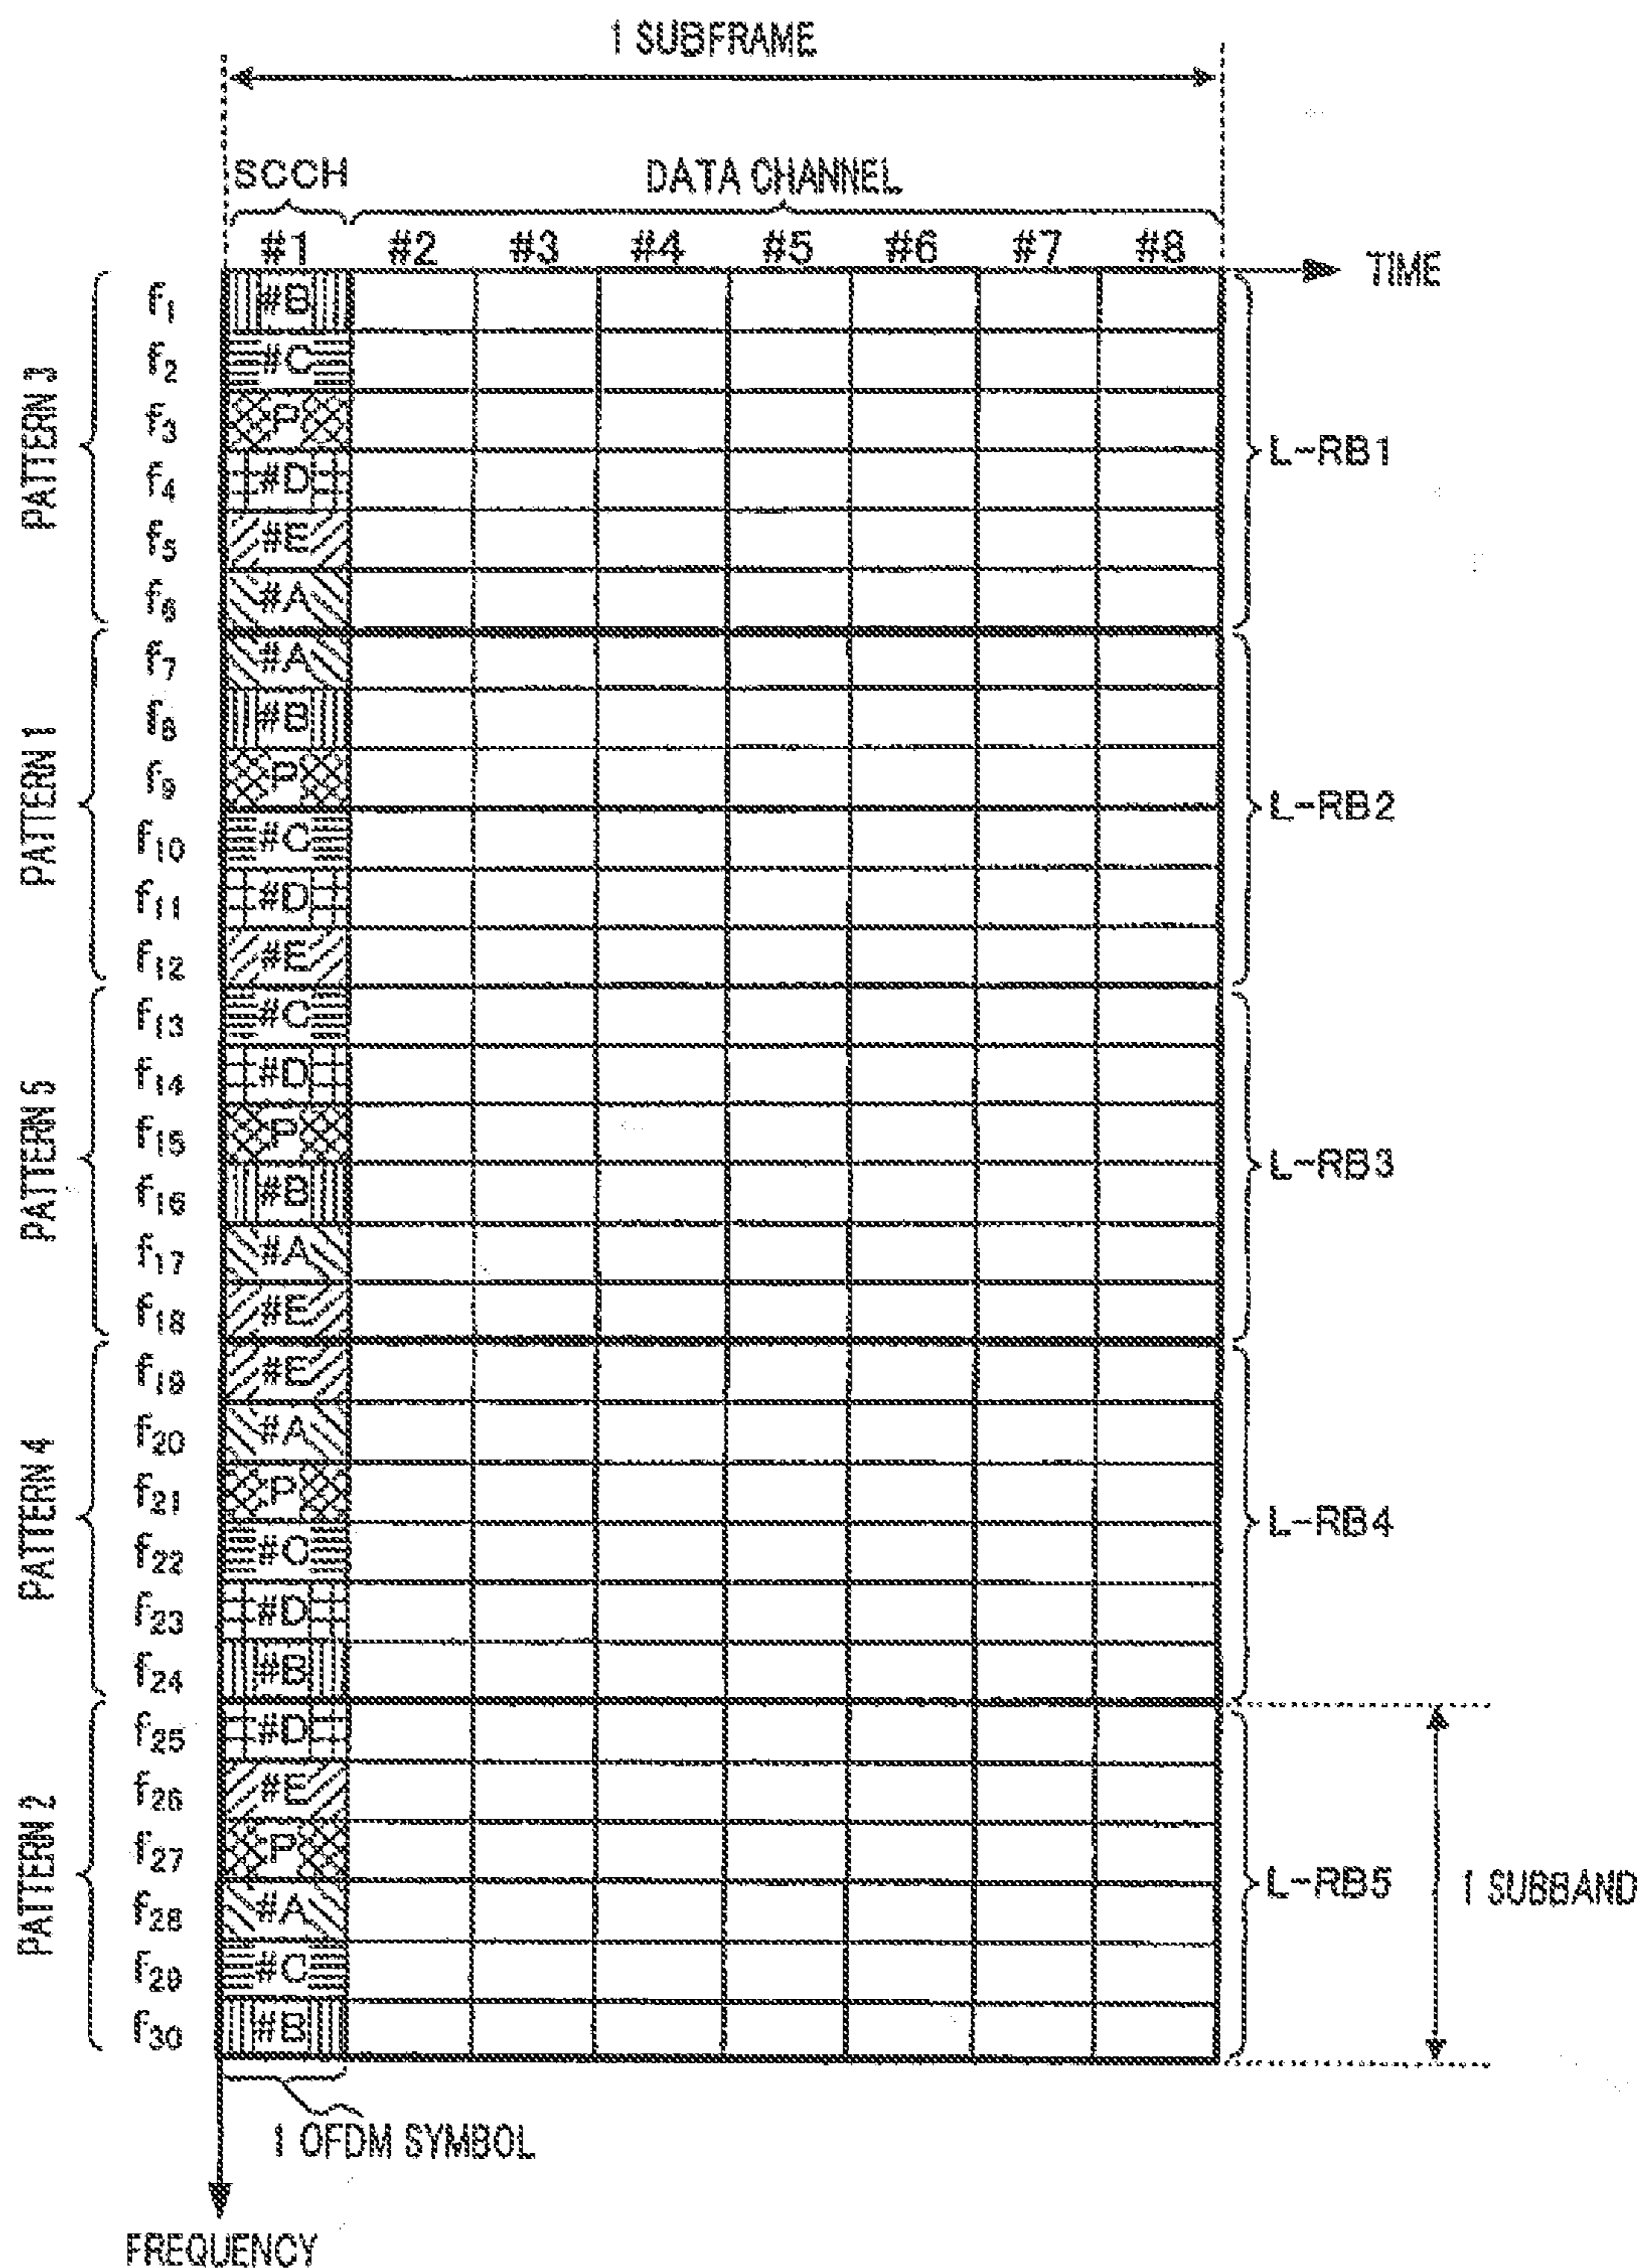 1 SUBFRAME
SCCH DATA CHANNEL
#1 #2 #3 #4 #5 #6 #7 #8 TIME
PATTERN 3
f1 #B
f2 #C
f3 P
f4 #D
f5 #E
f6 #A
L-RB1
PATTERN 1
f7 #A
f8 #B
f9 P
f10 #C
f11 #D
f12 #E
L-RB2
PATTERN 5
f13 #C
f14 #D
f15 P
f16 #B
f17 #A
f18 #E
L-RB3
PATTERN 4
f19 #E
f20 #A
f21 P
f22 #C
f23 #D
f24 #B
L-RB4
PATTERN 2
f25 #D
f26 #E
f27 P
f28 #A
f29 #C
f30 #B
L-RB5
1 SUBBAND
1 OFDM SYMBOL
FREQUENCY